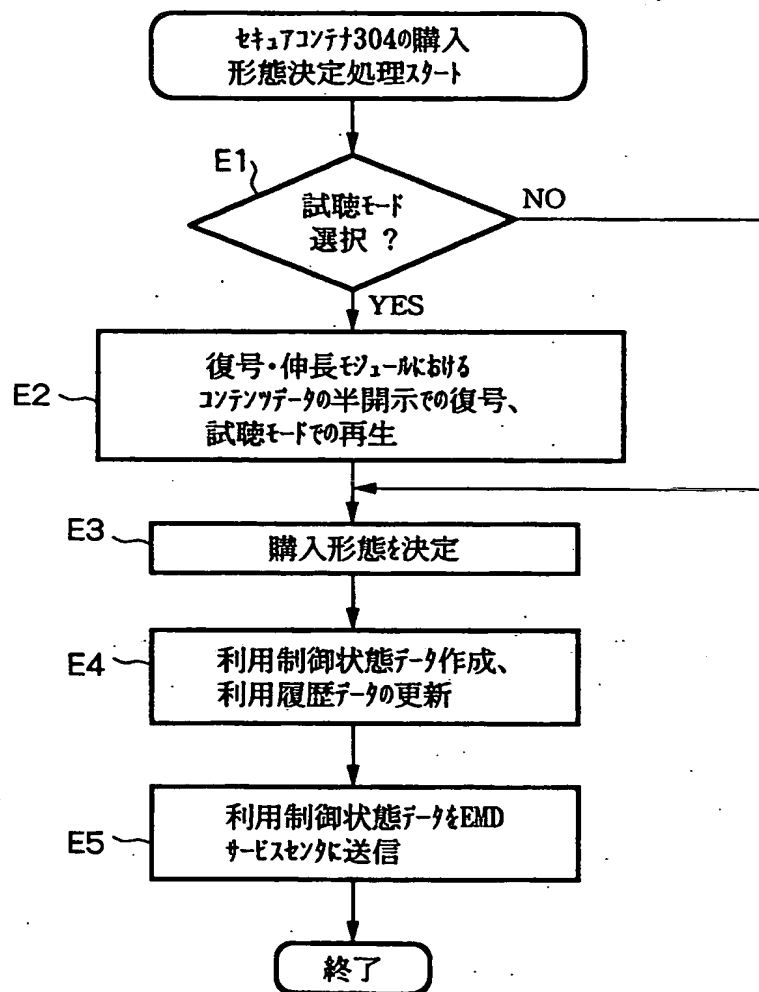 セキュアコンテナ304の購入
形態決定処理スタート
E1
試聴モード
選択 ?
NO
YES
E2
復号・伸長モジュールにおける
コンテンツデータの半開示での復号、
試聴モードでの再生
E3
購入形態を決定
E4
利用制御状態データ作成、
利用履歴データの更新
E5
利用制御状態データをEMD
サービスセンタに送信
終了